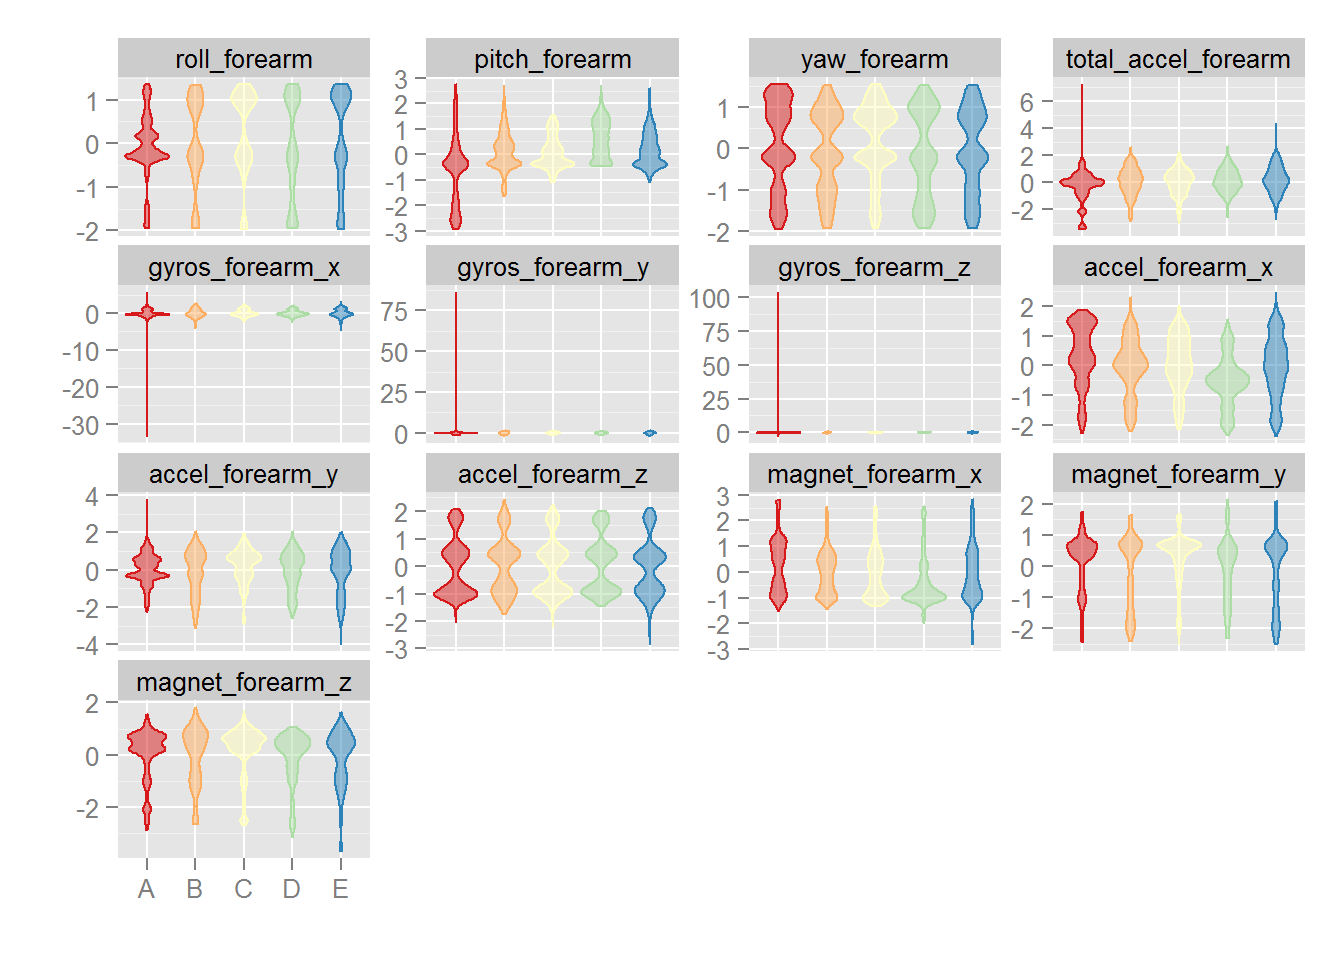 roll_forearm pitch_forearm yaw_forearm total_accel_forearm
1 3 1 6
0 2 0 4
-1 1 -1 2
-2 0 -2 0
-1 -2
-2
-3
gyros_forearm_x gyros_forearm_y gyros_forearm_z accel_forearm_x
0 75 100 2
-10 50 75 1
-20 25 50 0
-30 0 25 -1
0 -2
accel_forearm_y accel_forearm_z magnet_forearm_x magnet_forearm_y
4 2 3 2
2 1 2 1
0 0 1 0
-2 -1 0 -1
-4 -2 -1 -2
-3 -2
-3
magnet_forearm_z
2
0
-2
A B C D E